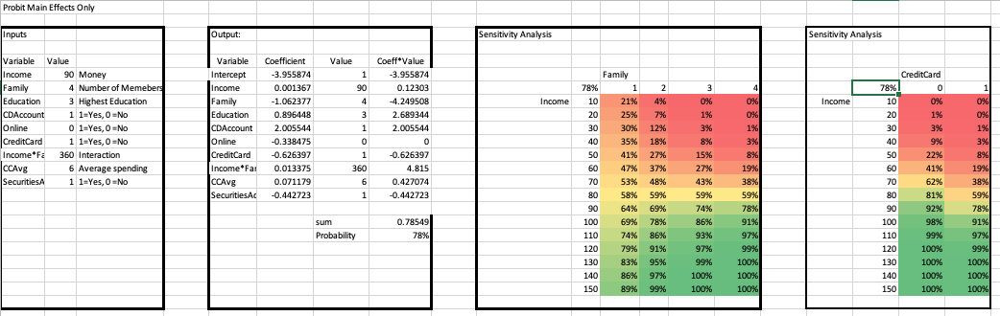 Probit Main Effects Only
Inputs Output: Sensitivity Analysis Sensitivity Analysis
Variable Value Variable Coefficient Value Coeff*Value
Income 90 Money Intercept -3.955874 1 -3.955874 Family CreditCard
Family 4 Number of Memebers Income 0.001367 90 0.12303 78% 1 2 3 4 78% 0 1
Education 3 Highest Education Family -1.062377 4 -4.249508 Income 10 21% 4% 0% 0% Income 10 0% 0%
CDAccount 1 1=Yes, 0 =No Education 0.896448 3 2.689344 20 25% 7% 1% 0% 20 1% 0%
Online 0 1=Yes, 0 =No CDAccount 2.005544 1 2.005544 30 30% 12% 3% 1% 30 3% 1%
CreditCard 1 1=Yes, 0 =No Online -0.338475 0 0 40 35% 18% 8% 3% 40 9% 3%
Income*Fa 360 Interaction CreditCard -0.626397 1 -0.626397 50 41% 27% 15% 8% 50 22% 8%
CCAvg 6 Average spending Income*Fai 0.013375 360 4.815 60 47% 37% 27% 19% 60 41% 19%
SecuritiesA 1 1=Yes, 0 =No CCAvg 0.071179 6 0.427074 70 53% 48% 43% 38% 70 62% 38%
SecuritiesAc -0.442723 1 -0.442723 80 58% 59% 59% 59% 80 81% 59%
90 64% 69% 74% 78% 90 92% 78%
sum 0.78549 100 69% 78% 86% 91% 100 98% 91%
Probability 78% 110 74% 86% 93% 97% 110 99% 97%
120 79% 91% 97% 99% 120 100% 99%
130 83% 95% 99% 100% 130 100% 100%
140 86% 97% 100% 100% 140 100% 100%
150 89% 99% 100% 100% 150 100% 100%